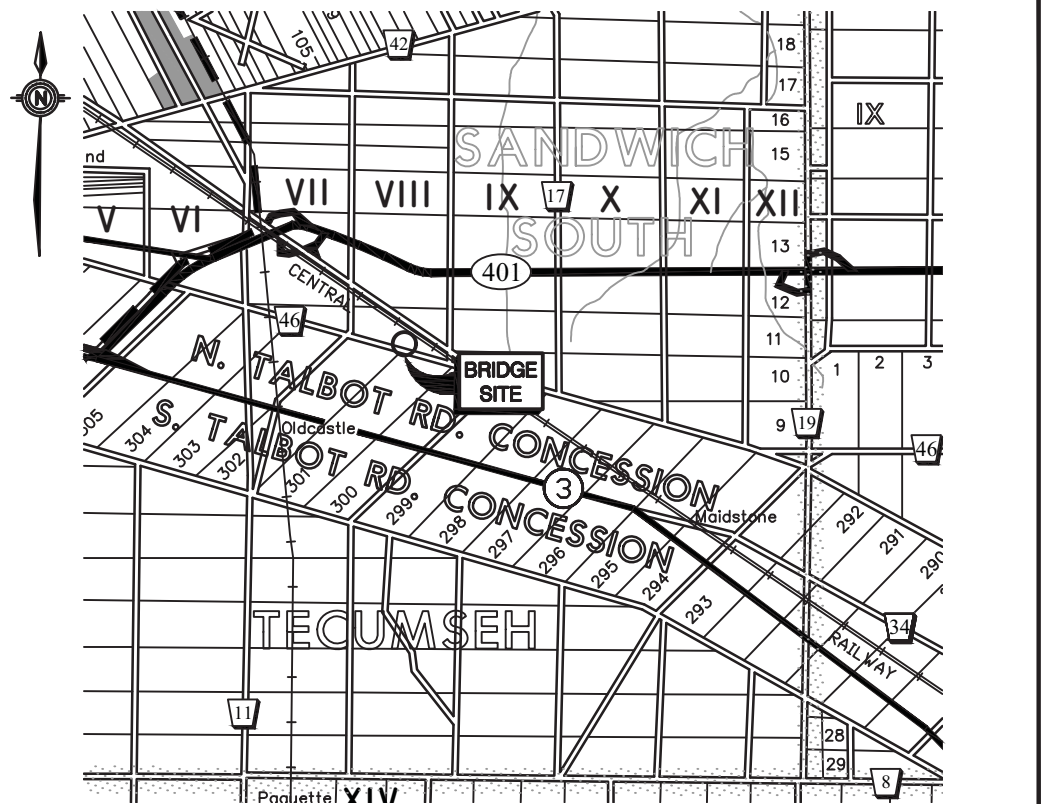 105
42
18
17
16
IX
N
SANDWICH
15
nd
VII
VIII
IX
17
X
XI
XII
V
VI
SOUTH
13
401
CENTRAL
12
46
11
N. TALBOT RD. CONCESSION
BRIDGE
SITE
10
1
2
3
S. TALBOT RD. CONCESSION
Oldcastle
9
19
46
304
303
302
301
300
299
298
297
296
295
294
293
3
Maidstone
292
291
290
TECUMSEH
34
RAILWAY
11
28
29
8
Paquette
XIV